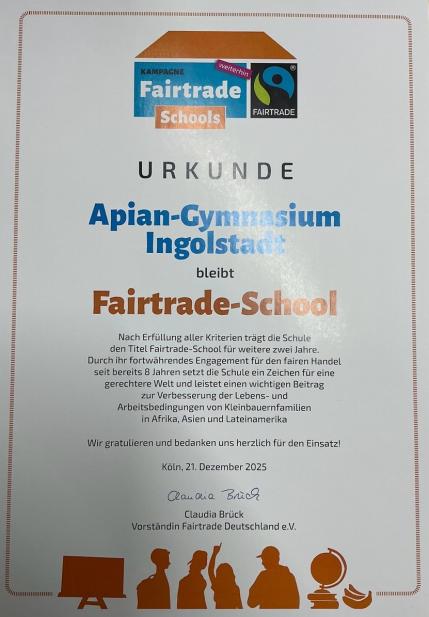 KAMPAGNE
weiterhin
Fairtrade
Schools
®
FAIRTRADE
URKUNDE
Apian-Gymnasium
Ingolstadt
bleibt
Fairtrade-School
Nach Erfüllung aller Kriterien trägt die Schule
den Titel Fairtrade-School für weitere zwei Jahre.
Durch ihr fortwährendes Engagement für den fairen Handel
seit bereits 8 Jahren setzt die Schule ein Zeichen für eine
gerechtere Welt und leistet einen wichtigen Beitrag
zur Verbesserung der Lebens- und
Arbeitsbedingungen von Kleinbauernfamilien
in Afrika, Asien und Lateinamerika
Wir gratulieren und bedanken uns herzlich für den Einsatz!
Köln, 21. Dezember 2025
Claudia Brück
Claudia Brück
Vorständin Fairtrade Deutschland e.V.